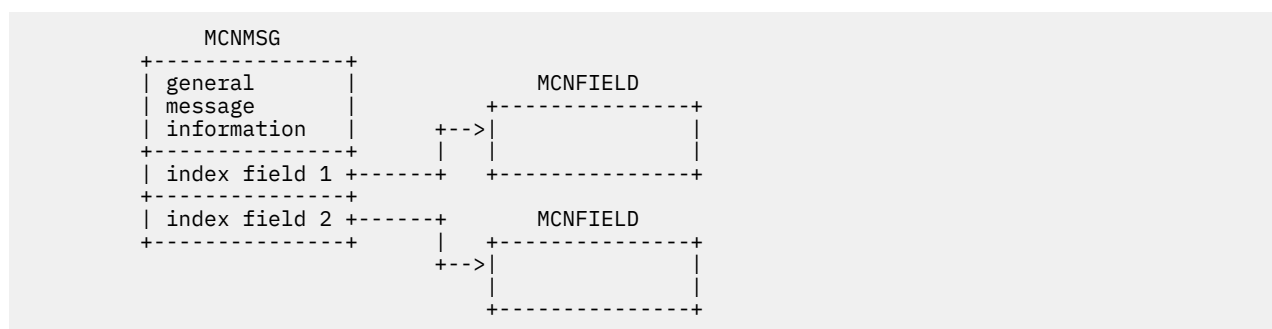 MCNMSG
+---------------+
| general       |             MCNFIELD
| message       |          +---------------+
| information   |      +-->|               |
+---------------+      |   |               |
| index field 1 +------+   +---------------+
+---------------+
| index field 2 +------+      MCNFIELD
+---------------+      |   +---------------+
                       +-->|               |
                           |               |
                           +---------------+